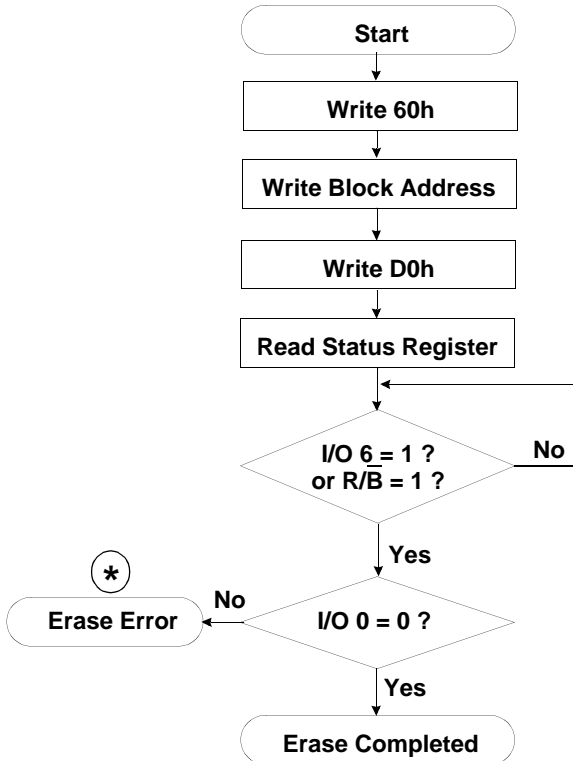 Start
Write 60h
Write Block Address
Write D0h
Read Status Register
I/O 6 = 1 ?
or R/B̅ = 1 ?
No
Yes
*
Erase Error
No
I/O 0 = 0 ?
Yes
Erase Completed